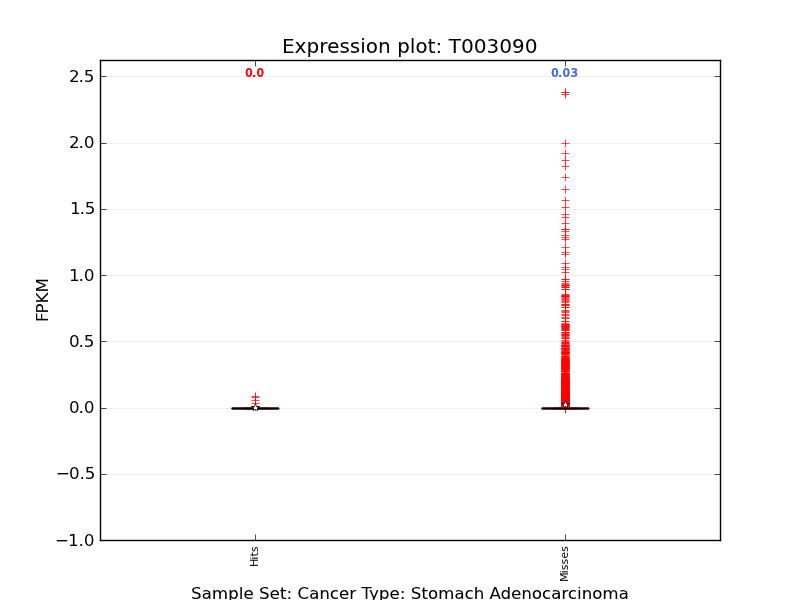 Expression plot: T003090
0.0
0.03
2.5
2.0
1.5
1.0
0.5
0.0
−0.5
−1.0
FPKM
Hits
Misses
Sample Set: Cancer Type: Stomach Adenocarcinoma